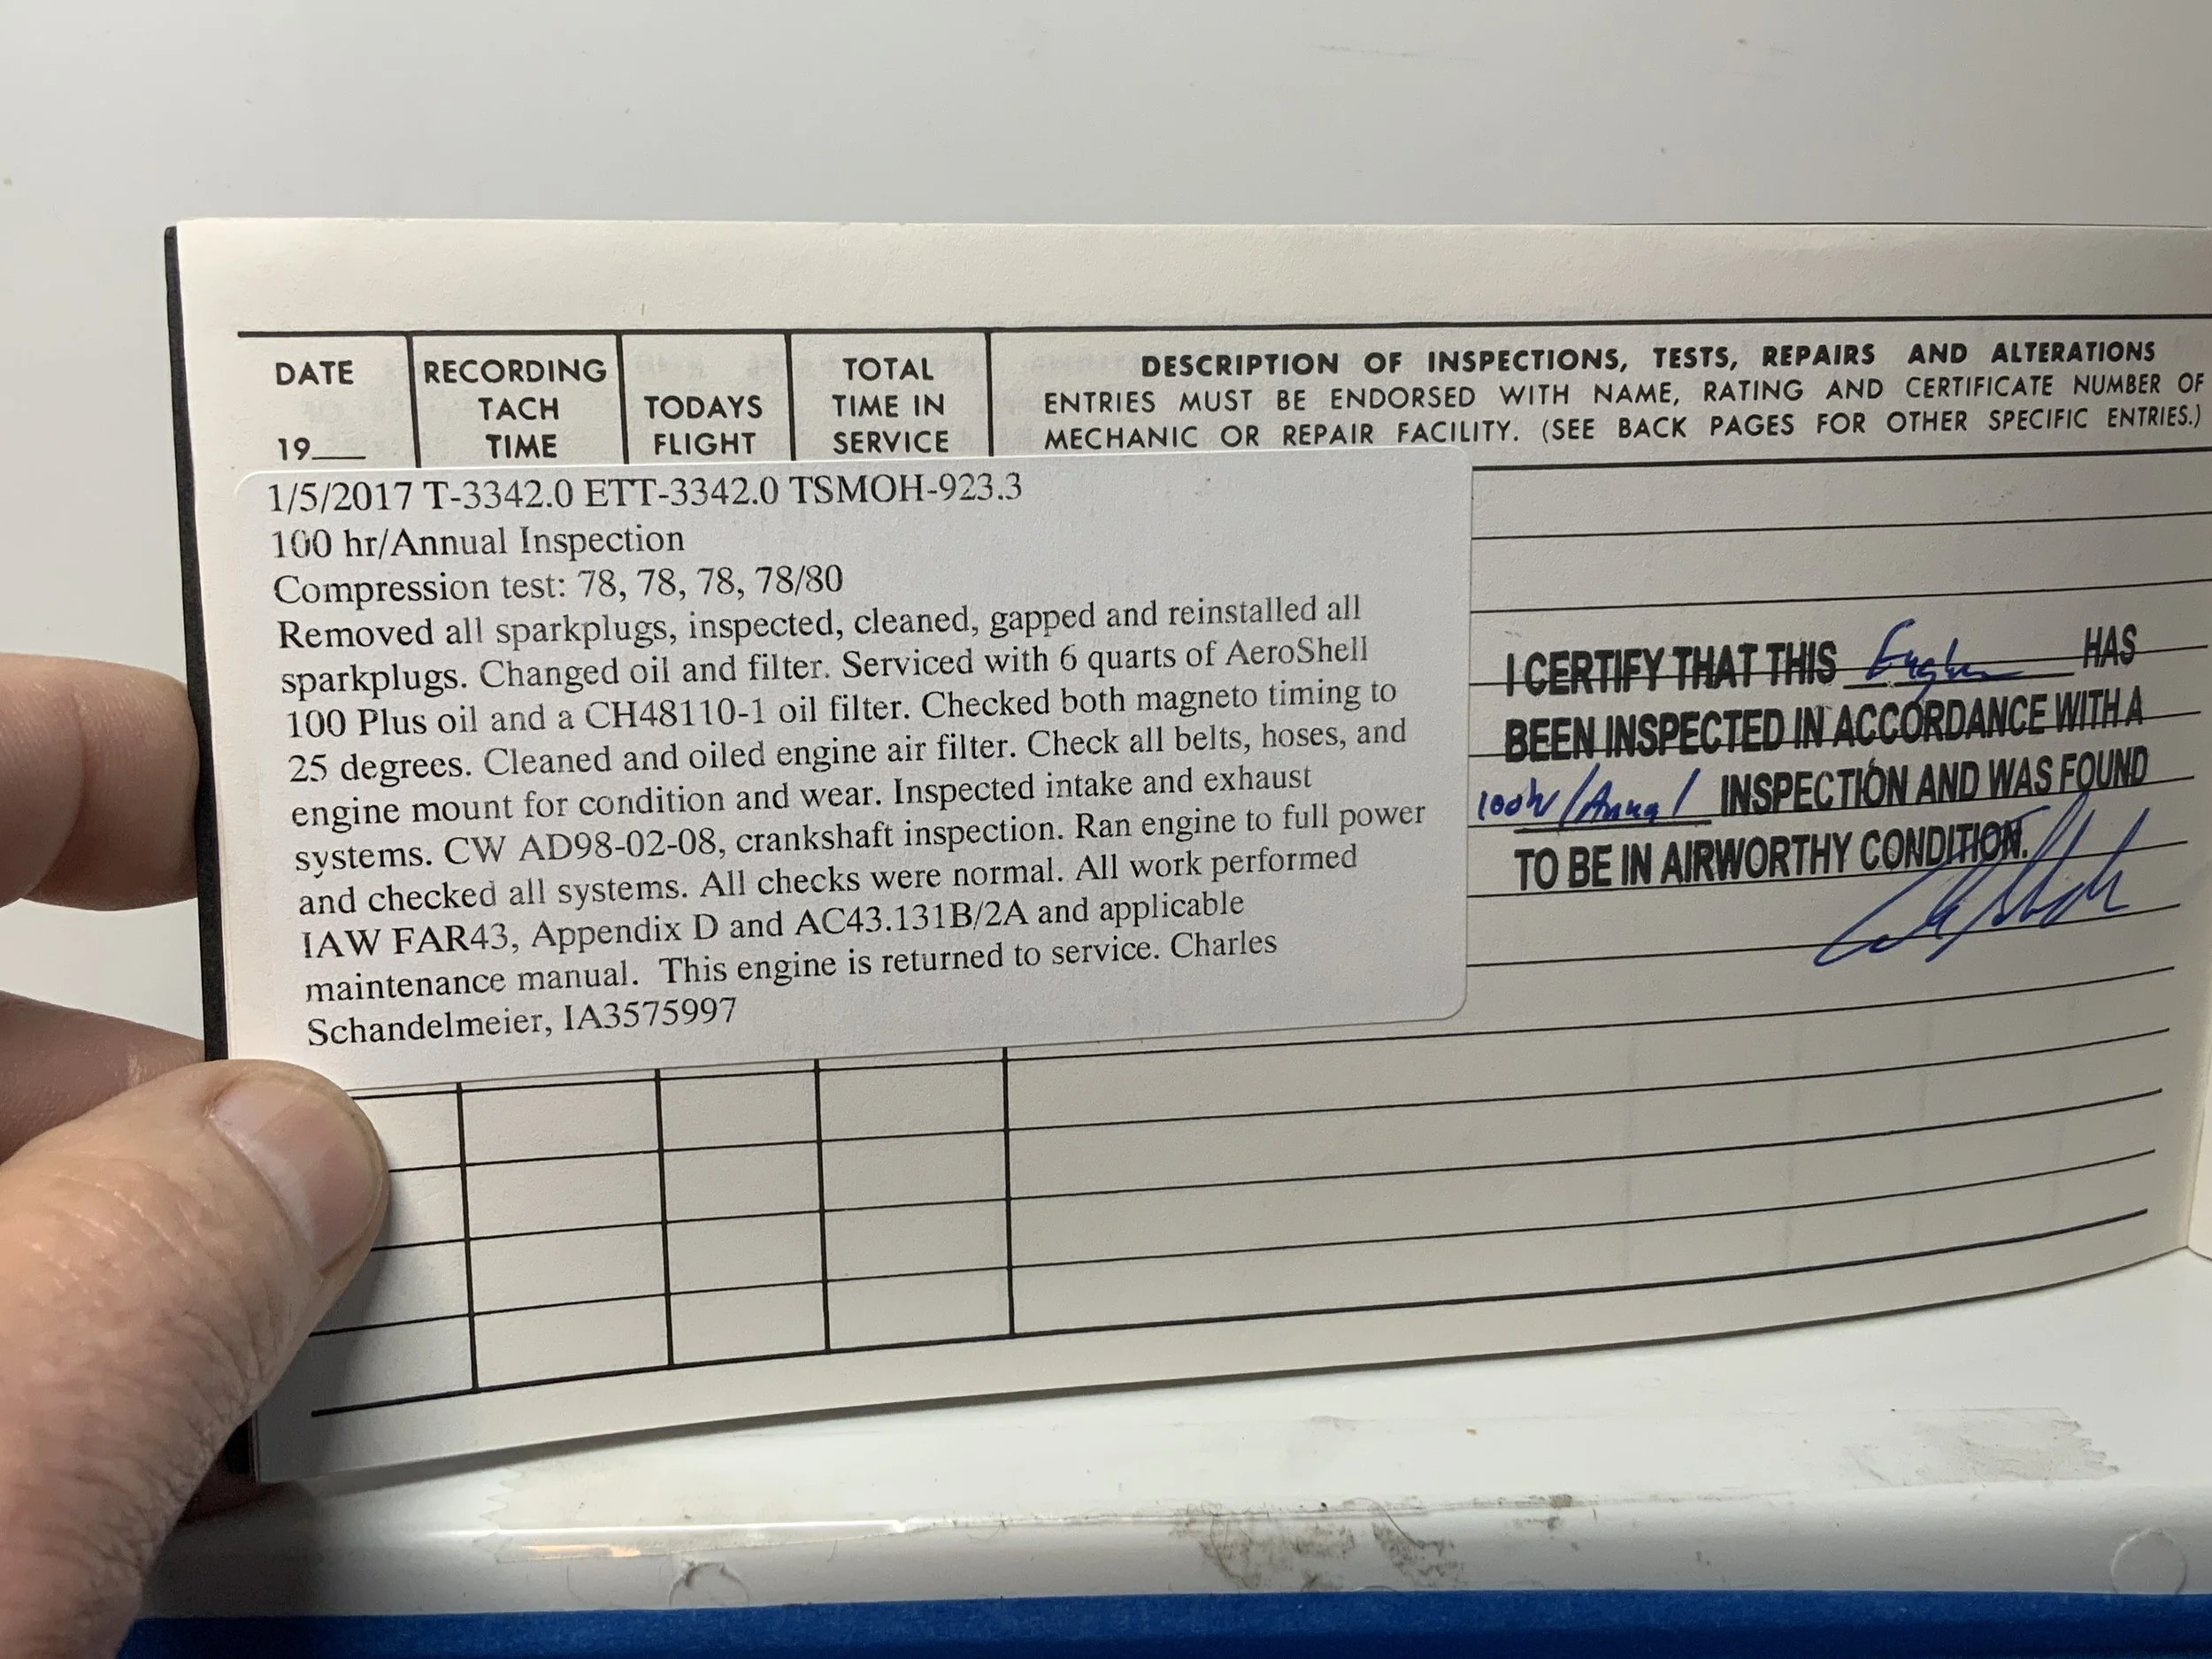 DATE
19___
RECORDING
TACH
TIME
TODAYS
FLIGHT
TOTAL
TIME IN
SERVICE
DESCRIPTION OF INSPECTIONS, TESTS, REPAIRS AND ALTERATIONS
ENTRIES MUST BE ENDORSED WITH NAME, RATING AND CERTIFICATE NUMBER OF
MECHANIC OR REPAIR FACILITY. (SEE BACK PAGES FOR OTHER SPECIFIC ENTRIES.)
1/5/2017 T-3342.0 ETT-3342.0 TSMOH-923.3
100 hr/Annual Inspection
Compression test: 78, 78, 78, 78/80
Removed all sparkplugs, inspected, cleaned, gapped and reinstalled all
sparkplugs. Changed oil and filter. Serviced with 6 quarts of AeroShell
100 Plus oil and a CH48110-1 oil filter. Checked both magneto timing to
25 degrees. Cleaned and oiled engine air filter. Check all belts, hoses, and
engine mount for condition and wear. Inspected intake and exhaust
systems. CW AD98-02-08, crankshaft inspection. Ran engine to full power
and checked all systems. All checks were normal. All work performed
IAW FAR43, Appendix D and AC43.131B/2A and applicable
maintenance manual. This engine is returned to service. Charles
Schandelmeier, IA3575997
I CERTIFY THAT THIS Engine HAS
BEEN INSPECTED IN ACCORDANCE WITH A
100hr/Annual INSPECTION AND WAS FOUND
TO BE IN AIRWORTHY CONDITION.